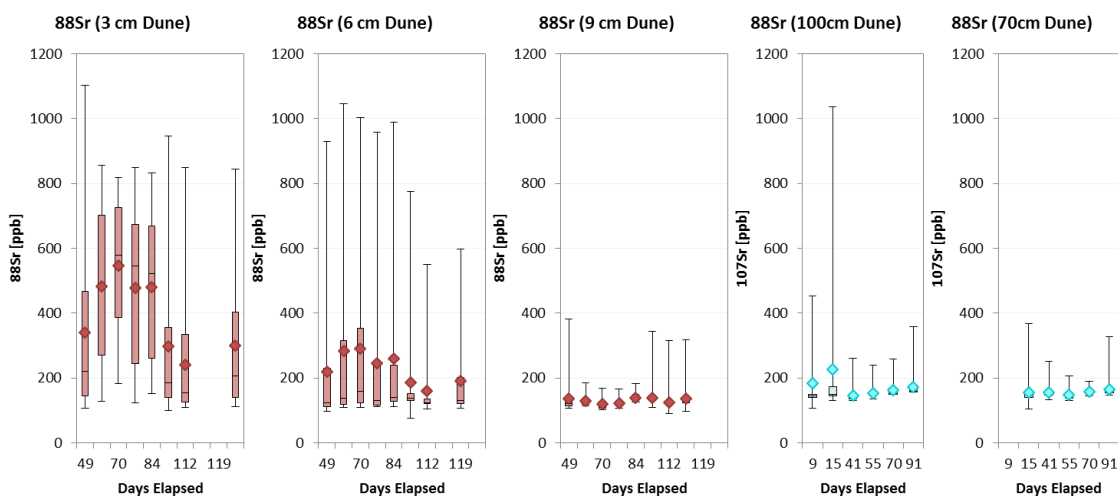 88Sr (3 cm Dune)
88Sr (6 cm Dune)
88Sr (9 cm Dune)
88Sr (100cm Dune)
88Sr (70cm Dune)
88Sr [ppb]
1200
1000
800
600
400
200
0
49 70 84 112 119
Days Elapsed
88Sr [ppb]
1200
1000
800
600
400
200
0
49 70 84 112 119
Days Elapsed
88Sr [ppb]
1200
1000
800
600
400
200
0
49 70 84 112 119
Days Elapsed
107Sr [ppb]
1200
1000
800
600
400
200
0
9 15 41 55 70 91
Days Elapsed
107Sr [ppb]
1200
1000
800
600
400
200
0
9 15 41 55 70 91
Days Elapsed